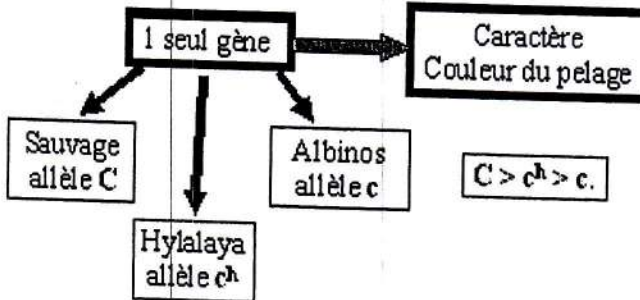 1 seul gène
Caractère
Couleur du pelage
Sauvage
allèle C
Albinos
allèle c
C > cʰ > c.
Hylalaya
allèle cʰ